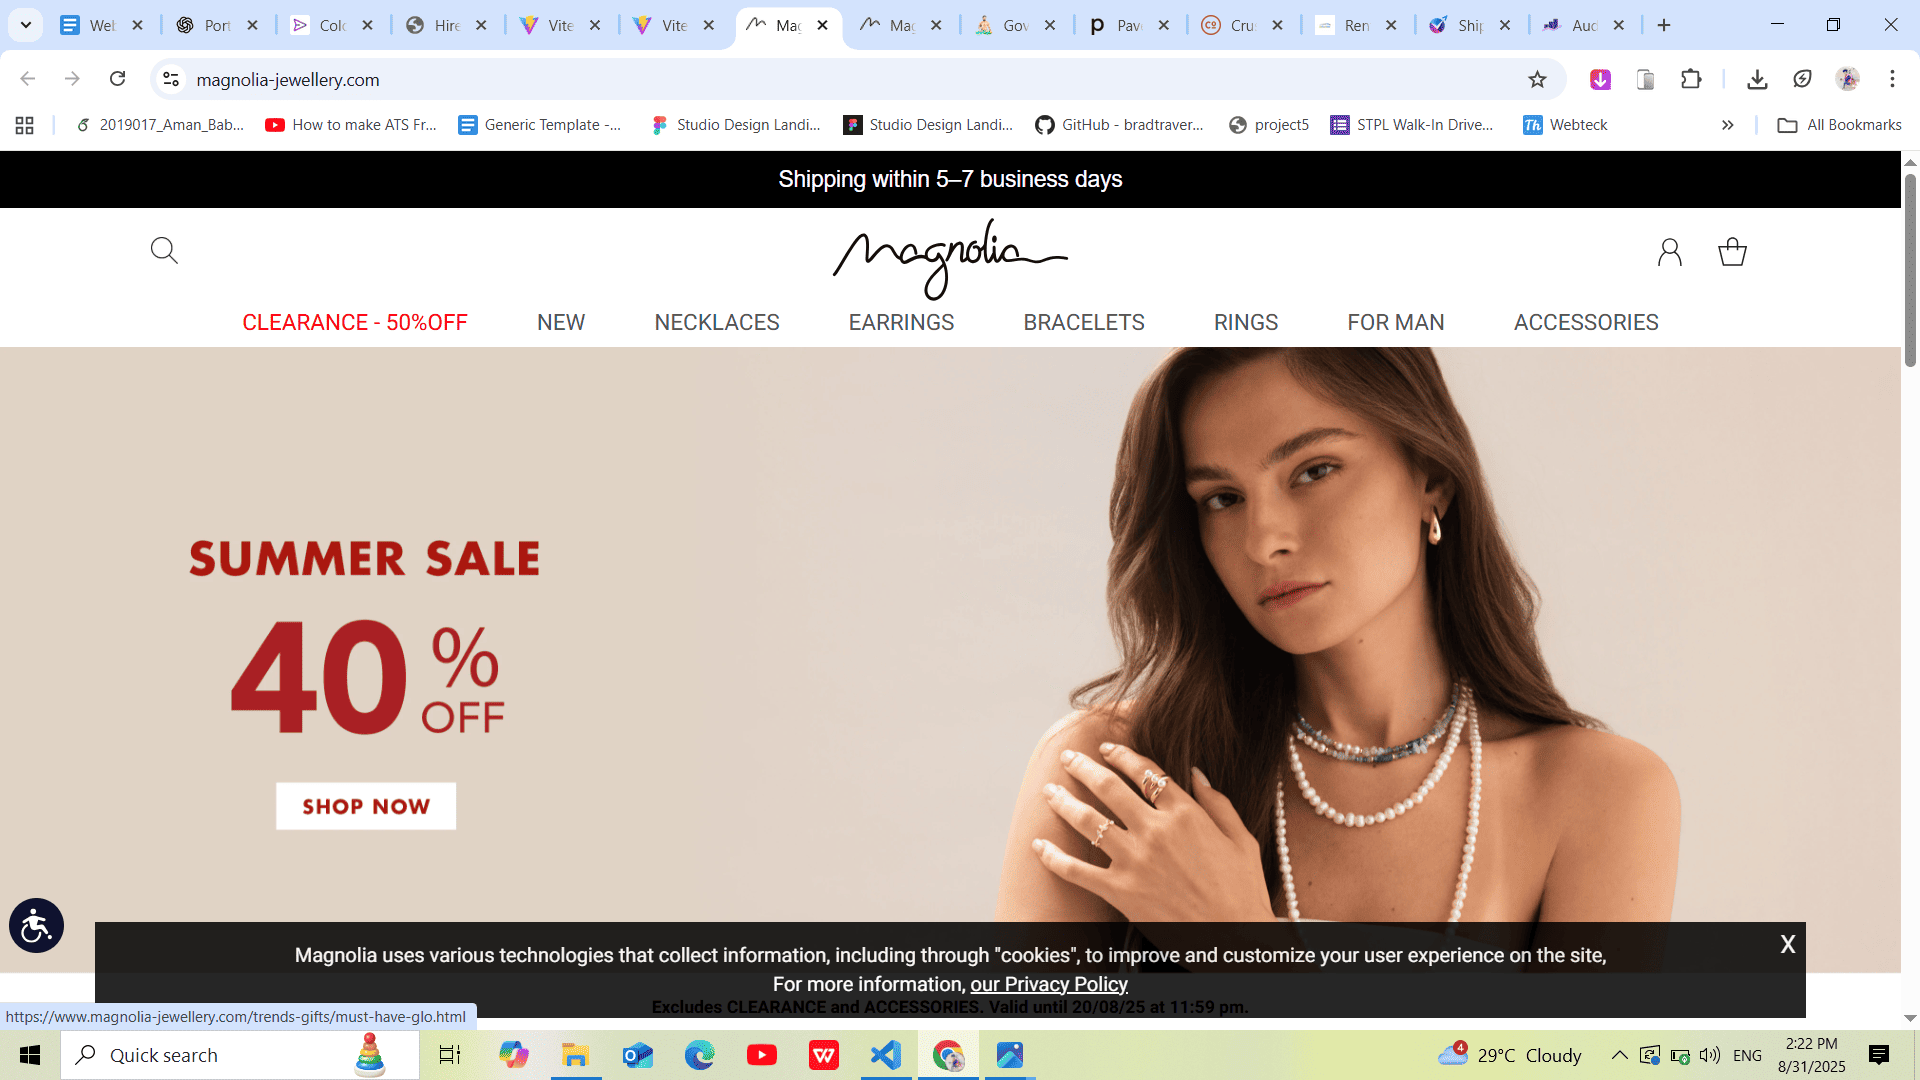 Web
Port
Colo
Hire
Vite
Vite
Mag
Mag
Gov
Pave
Cru
Ren
Ship
Aud
magnolia-jewellery.com
2019017_Aman_Bab...
How to make ATS Fr...
Generic Template -...
Studio Design Landi...
Studio Design Landi...
GitHub - bradtraver...
project5
STPL Walk-In Drive...
Th Webteck
»
All Bookmarks
Shipping within 5–7 business days
Magnolia
CLEARANCE - 50%OFF
NEW
NECKLACES
EARRINGS
BRACELETS
RINGS
FOR MAN
ACCESSORIES
SUMMER SALE
40%
OFF
SHOP NOW
Magnolia uses various technologies that collect information, including through "cookies", to improve and customize your user experience on the site,
X
For more information, our Privacy Policy
Excludes CLEARANCE and ACCESSORIES. Valid until 20/08/25 at 11:59 pm.
https://www.magnolia-jewellery.com/trends-gifts/must-have-glo.html
Quick search
4
29°C Cloudy
ENG
2:22 PM
8/31/2025